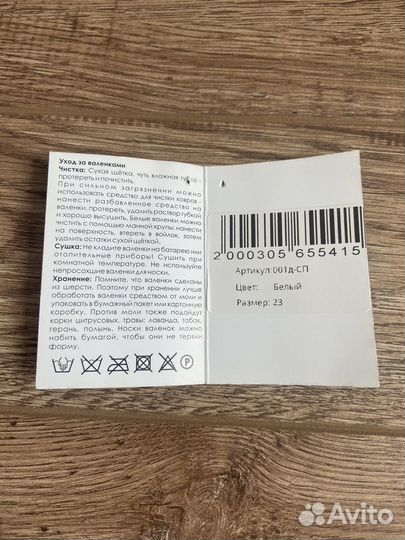 Уход за валенками
Чистка: Сухая щётка, чуть влажная губка -
протереть и почистить.
При сильном загрязнении можно
использовать средство для чистки ковров -
нанести разбавленное средство на
валенки, протереть, удалить раствор губкой
и хорошо высушить. Белые валенки можно
чистить с помощью манной крупы: нанести
на поверхность, втереть в войлок, затем
удалить остатки сухой щёткой.
Сушка: Не кладите валенки на батарею или
отопительные приборы! Сушить при
комнатной температуре. Не используйте
непросохшие валенки для носки.
Хранение: Помните, что валенки сделаны
из шерсти. Поэтому при хранении лучше
обработать валенки средством от моли и
упаковать в бумажный пакет или картонную
коробку. Против моли также подойдут
корки цитрусовых, травы: лаванда, табак,
герань, полынь. Носки валенок можно
набить бумагой, чтобы они не теряли
форму.
P
2 000305 655415
Артикул:001д-СП
Цвет: Белый
Размер: 23
Avito